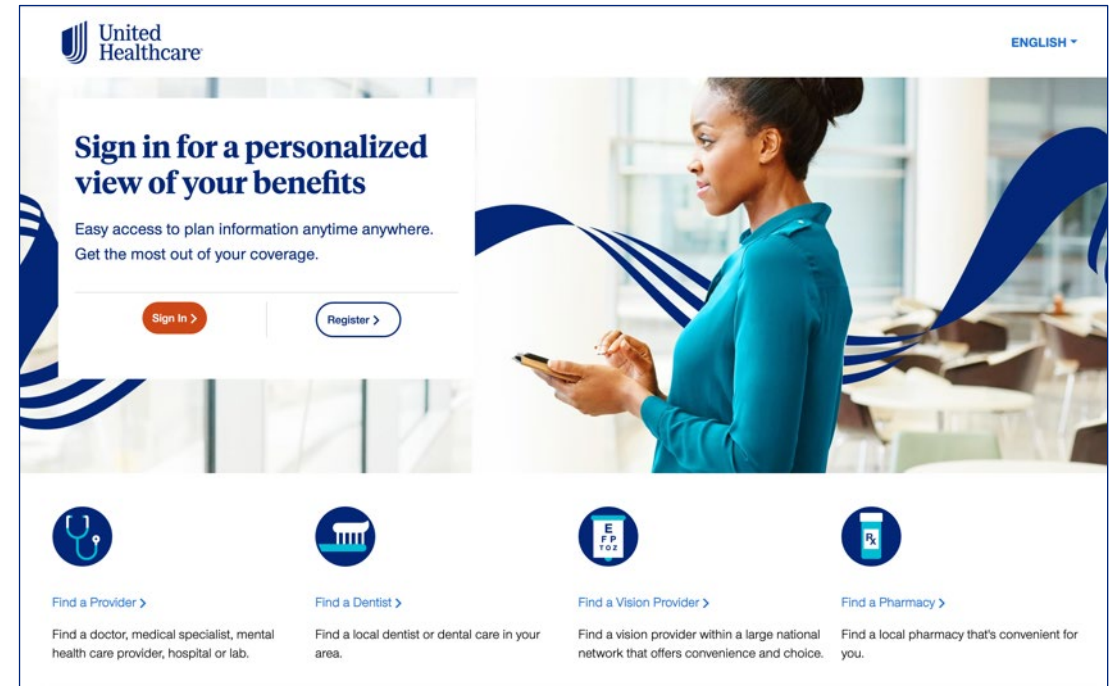 United
Healthcare
ENGLISH
Sign in for a personalized
view of your benefits
Easy access to plan information anytime anywhere.
Get the most out of your coverage.
Sign In
Register
E
F P
T O Z
Rx
Find a Provider
Find a Dentist
Find a Vision Provider
Find a Pharmacy
Find a doctor, medical specialist, mental
health care provider, hospital or lab.
Find a local dentist or dental care in your
area.
Find a vision provider within a large national
network that offers convenience and choice.
Find a local pharmacy that's convenient for
you.